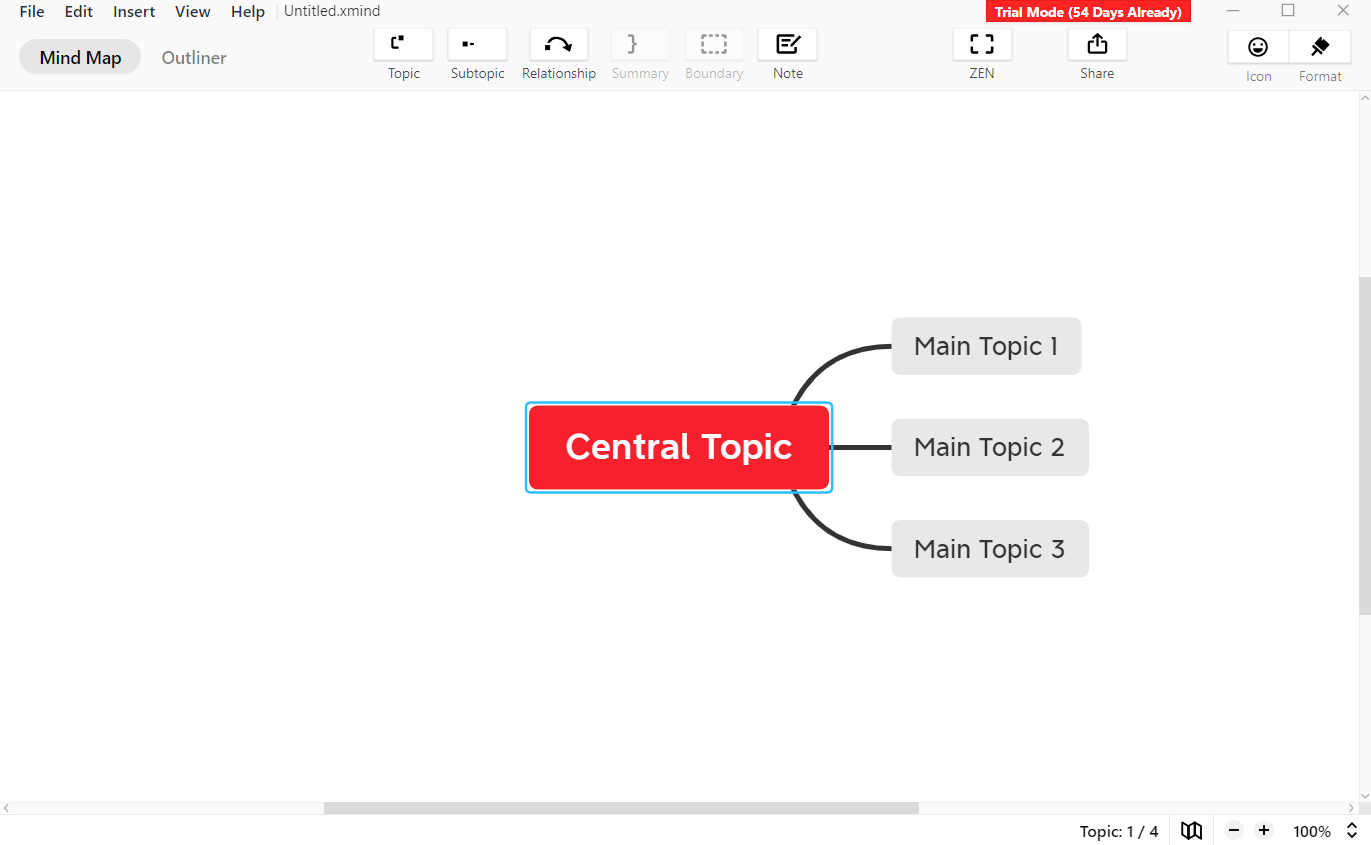 File Edit Insert View Help Untitled.xmind
Trial Mode (54 Days Already)
Mind Map Outliner
Topic Subtopic Relationship Summary Boundary Note ZEN Share Icon Format
Main Topic 1
Central Topic
Main Topic 2
Main Topic 3
Topic: 1 / 4
100%